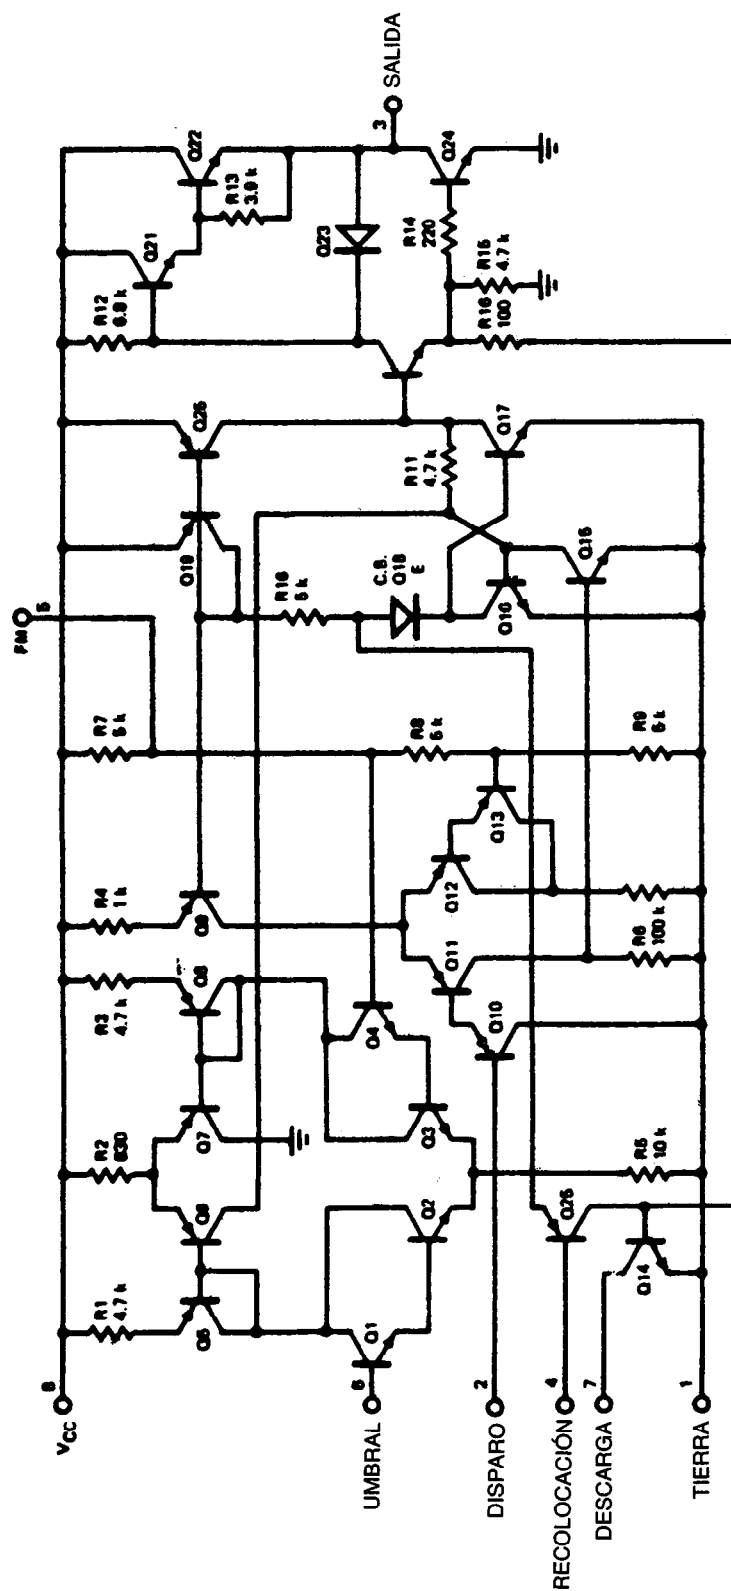 VCC 8
R1
4.7 k
R2
830
R3
4.7 k
R4
1 k
R7
5 k
FM 5
R12
6.8 k
Q5
Q6
Q7
Q8
Q9
Q19
Q25
Q21
Q22
R13
3.9 k
Q23
3 SALIDA
Q24
R14
220
R15
4.7 k
R16
100
UMBRAL 6
Q1
Q2
Q3
Q4
R8
5 k
R16
5 k
C.B.
Q18
E
R11
4.7 k
Q17
Q16
Q15
DISPARO 2
Q10
Q11
Q12
Q13
R9
5 k
R5
10 k
R6
100 k
RECOLOCACIÓN 4
Q25
DESCARGA 7
Q14
TIERRA 1